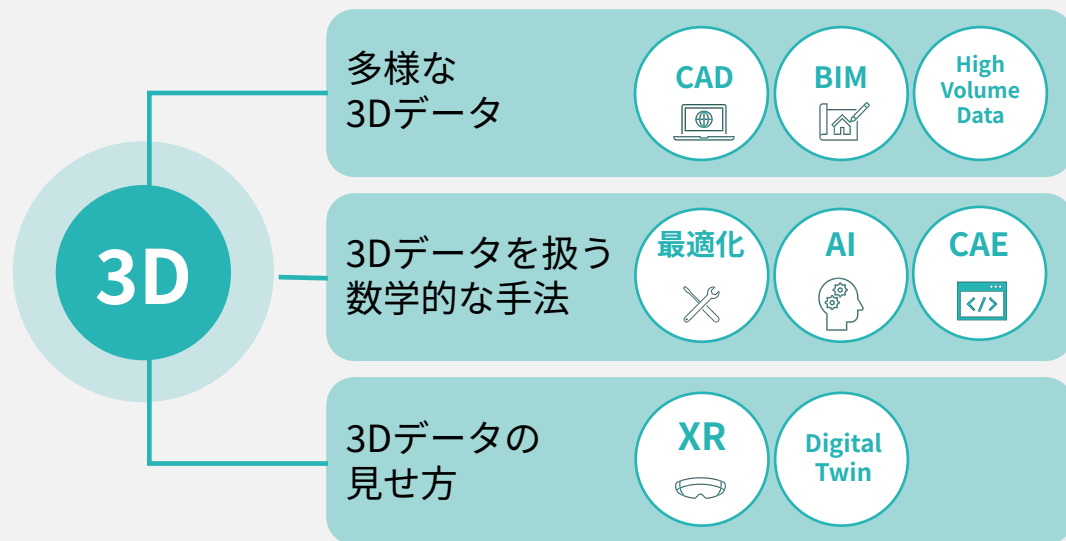 3D
多様な
3Dデータ
CAD
BIM
High
Volume
Data
3Dデータを扱う
数学的な手法
最適化
AI
CAE
</>
3Dデータの
見せ方
XR
Digital
Twin